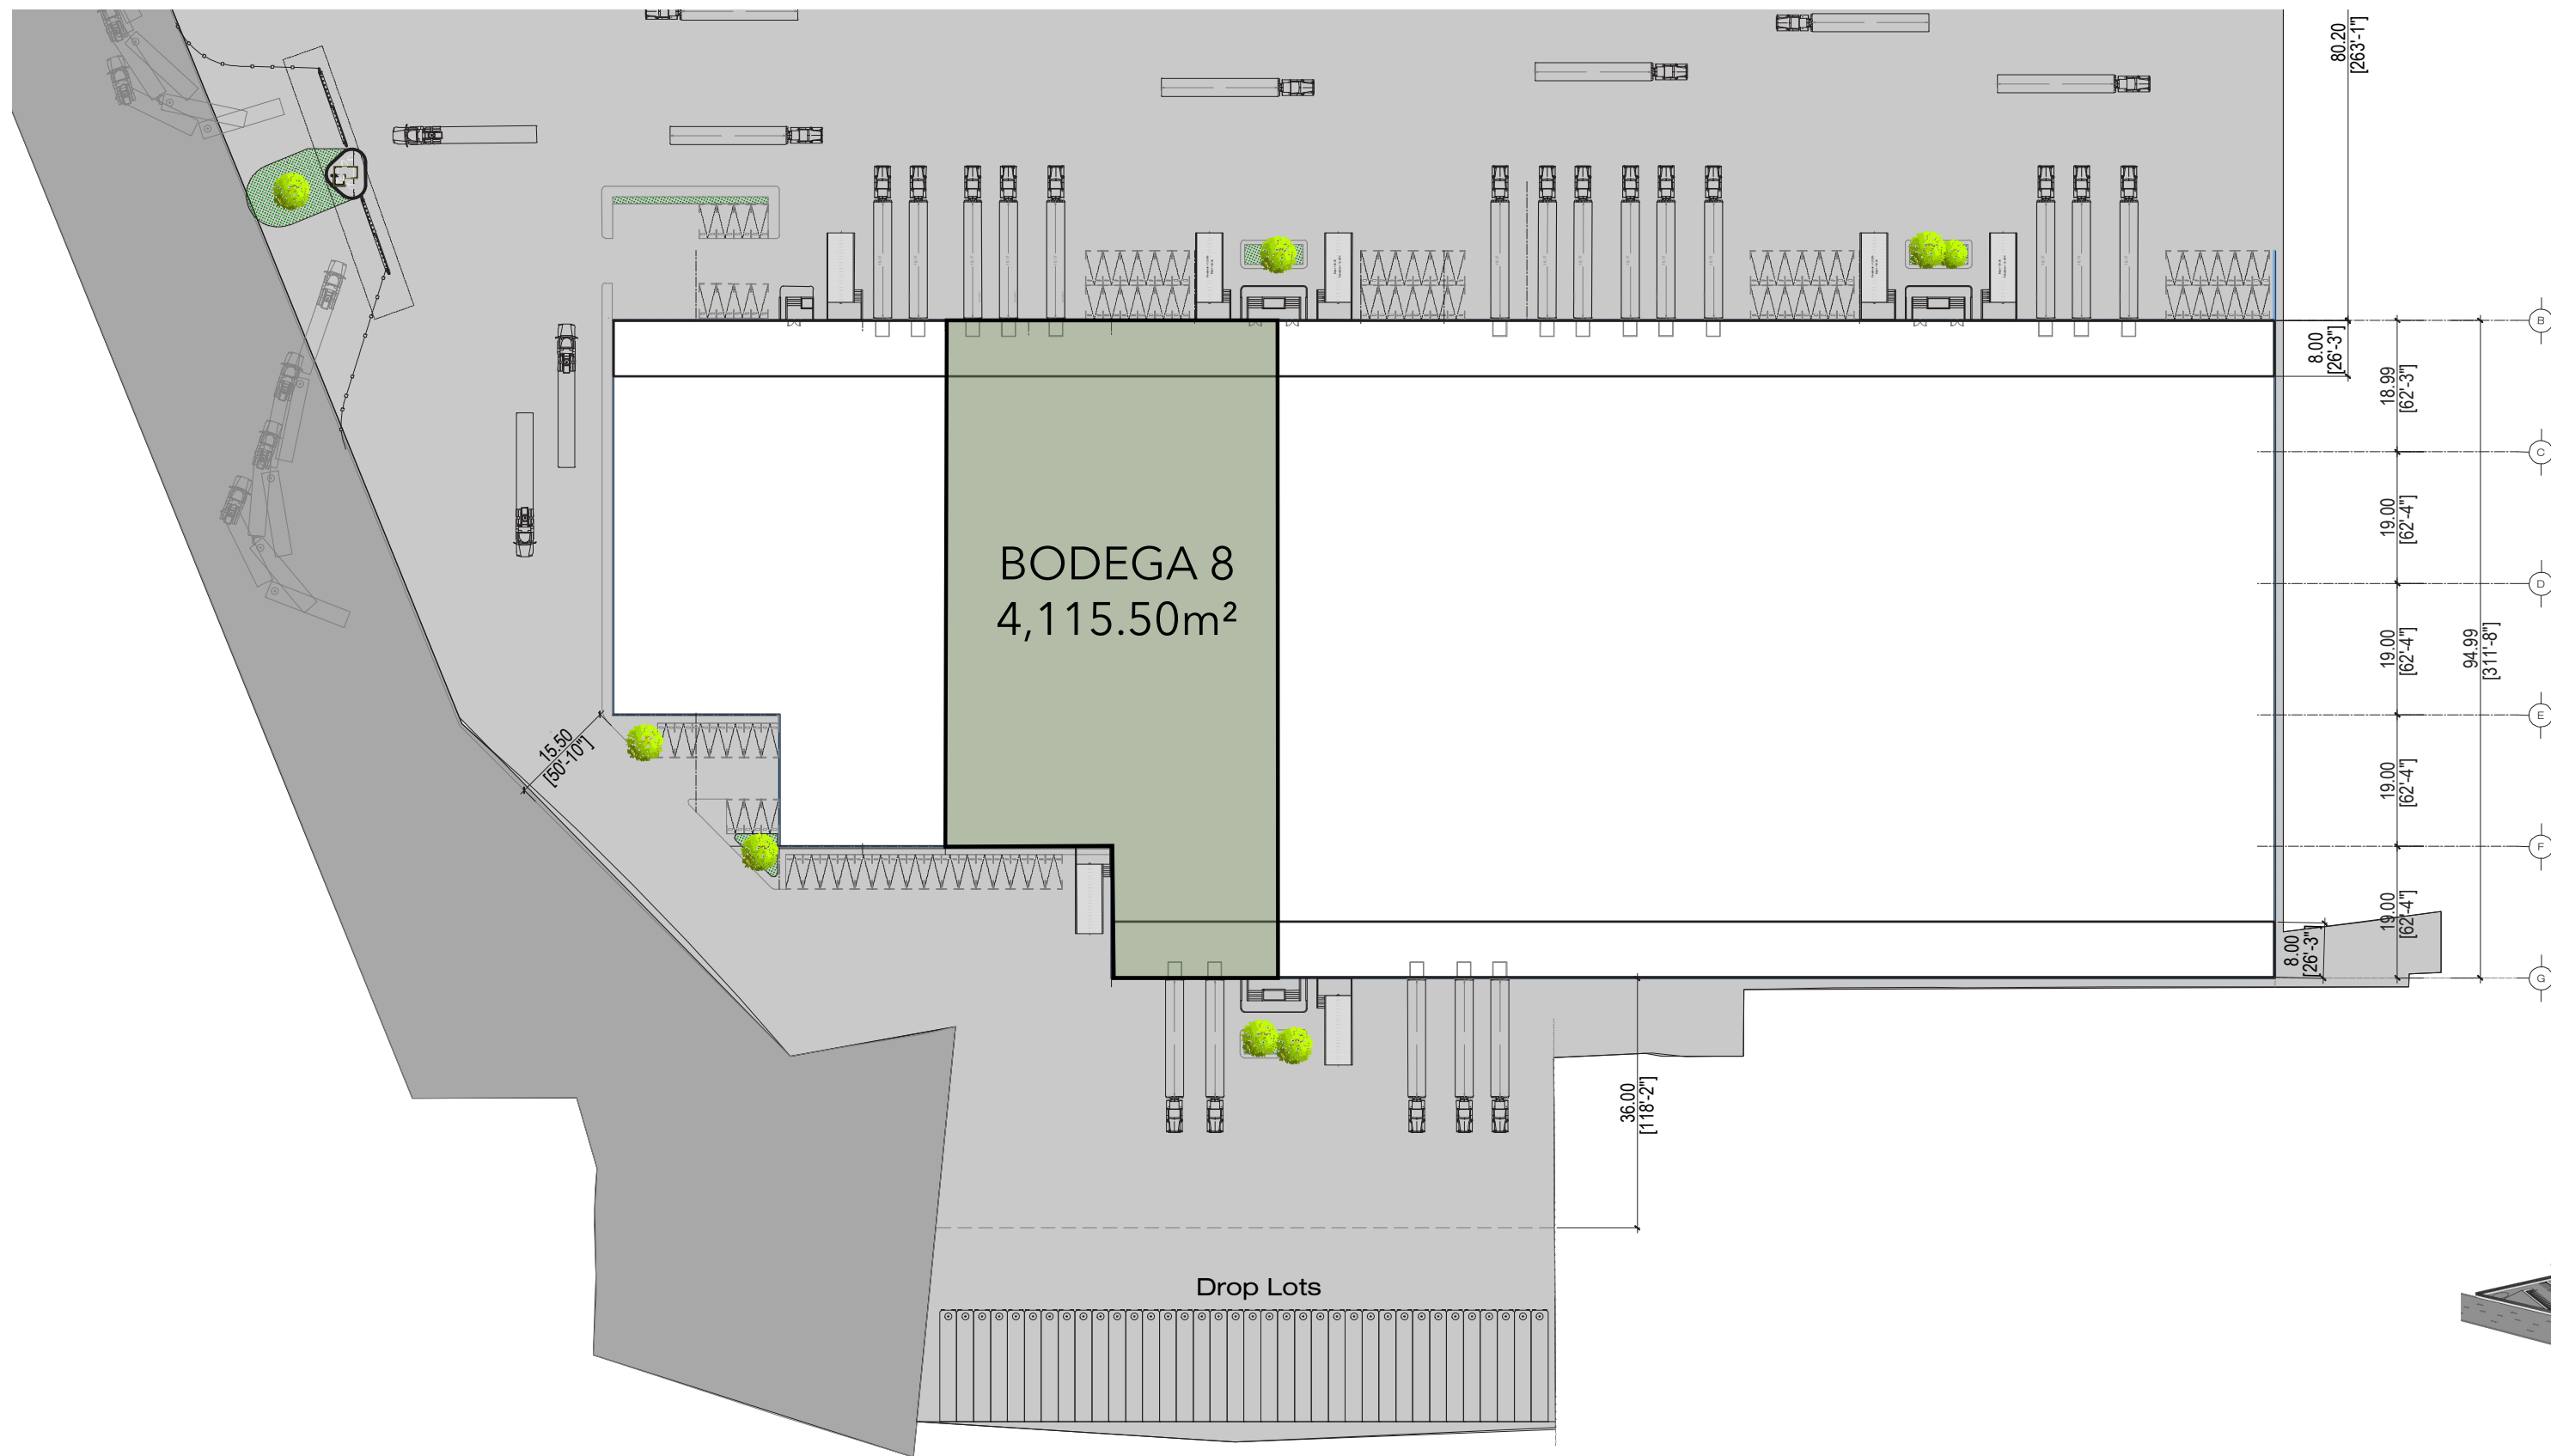 80.20
[263'-1"]
B
8.00
[26'-3"]
18.99
[62'-3"]
C
19.00
[62'-4"]
D
BODEGA 8
4,115.50m²
19.00
[62'-4"]
94.99
[311'-8"]
E
15.50
[50'-10"]
19.00
[62'-4"]
F
19.00
[62'-4"]
8.00
[26'-3"]
G
36.00
[118'-2"]
Drop Lots